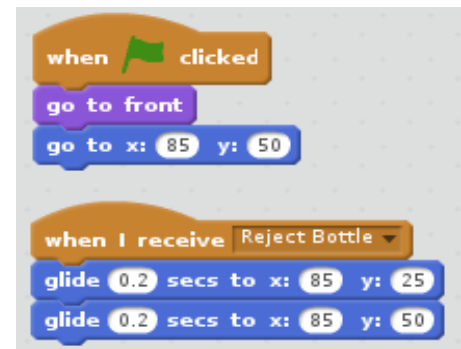 when clicked
go to front
go to x: 85 y: 50
when I receive Reject Bottle
glide 0.2 secs to x: 85 y: 25
glide 0.2 secs to x: 85 y: 50